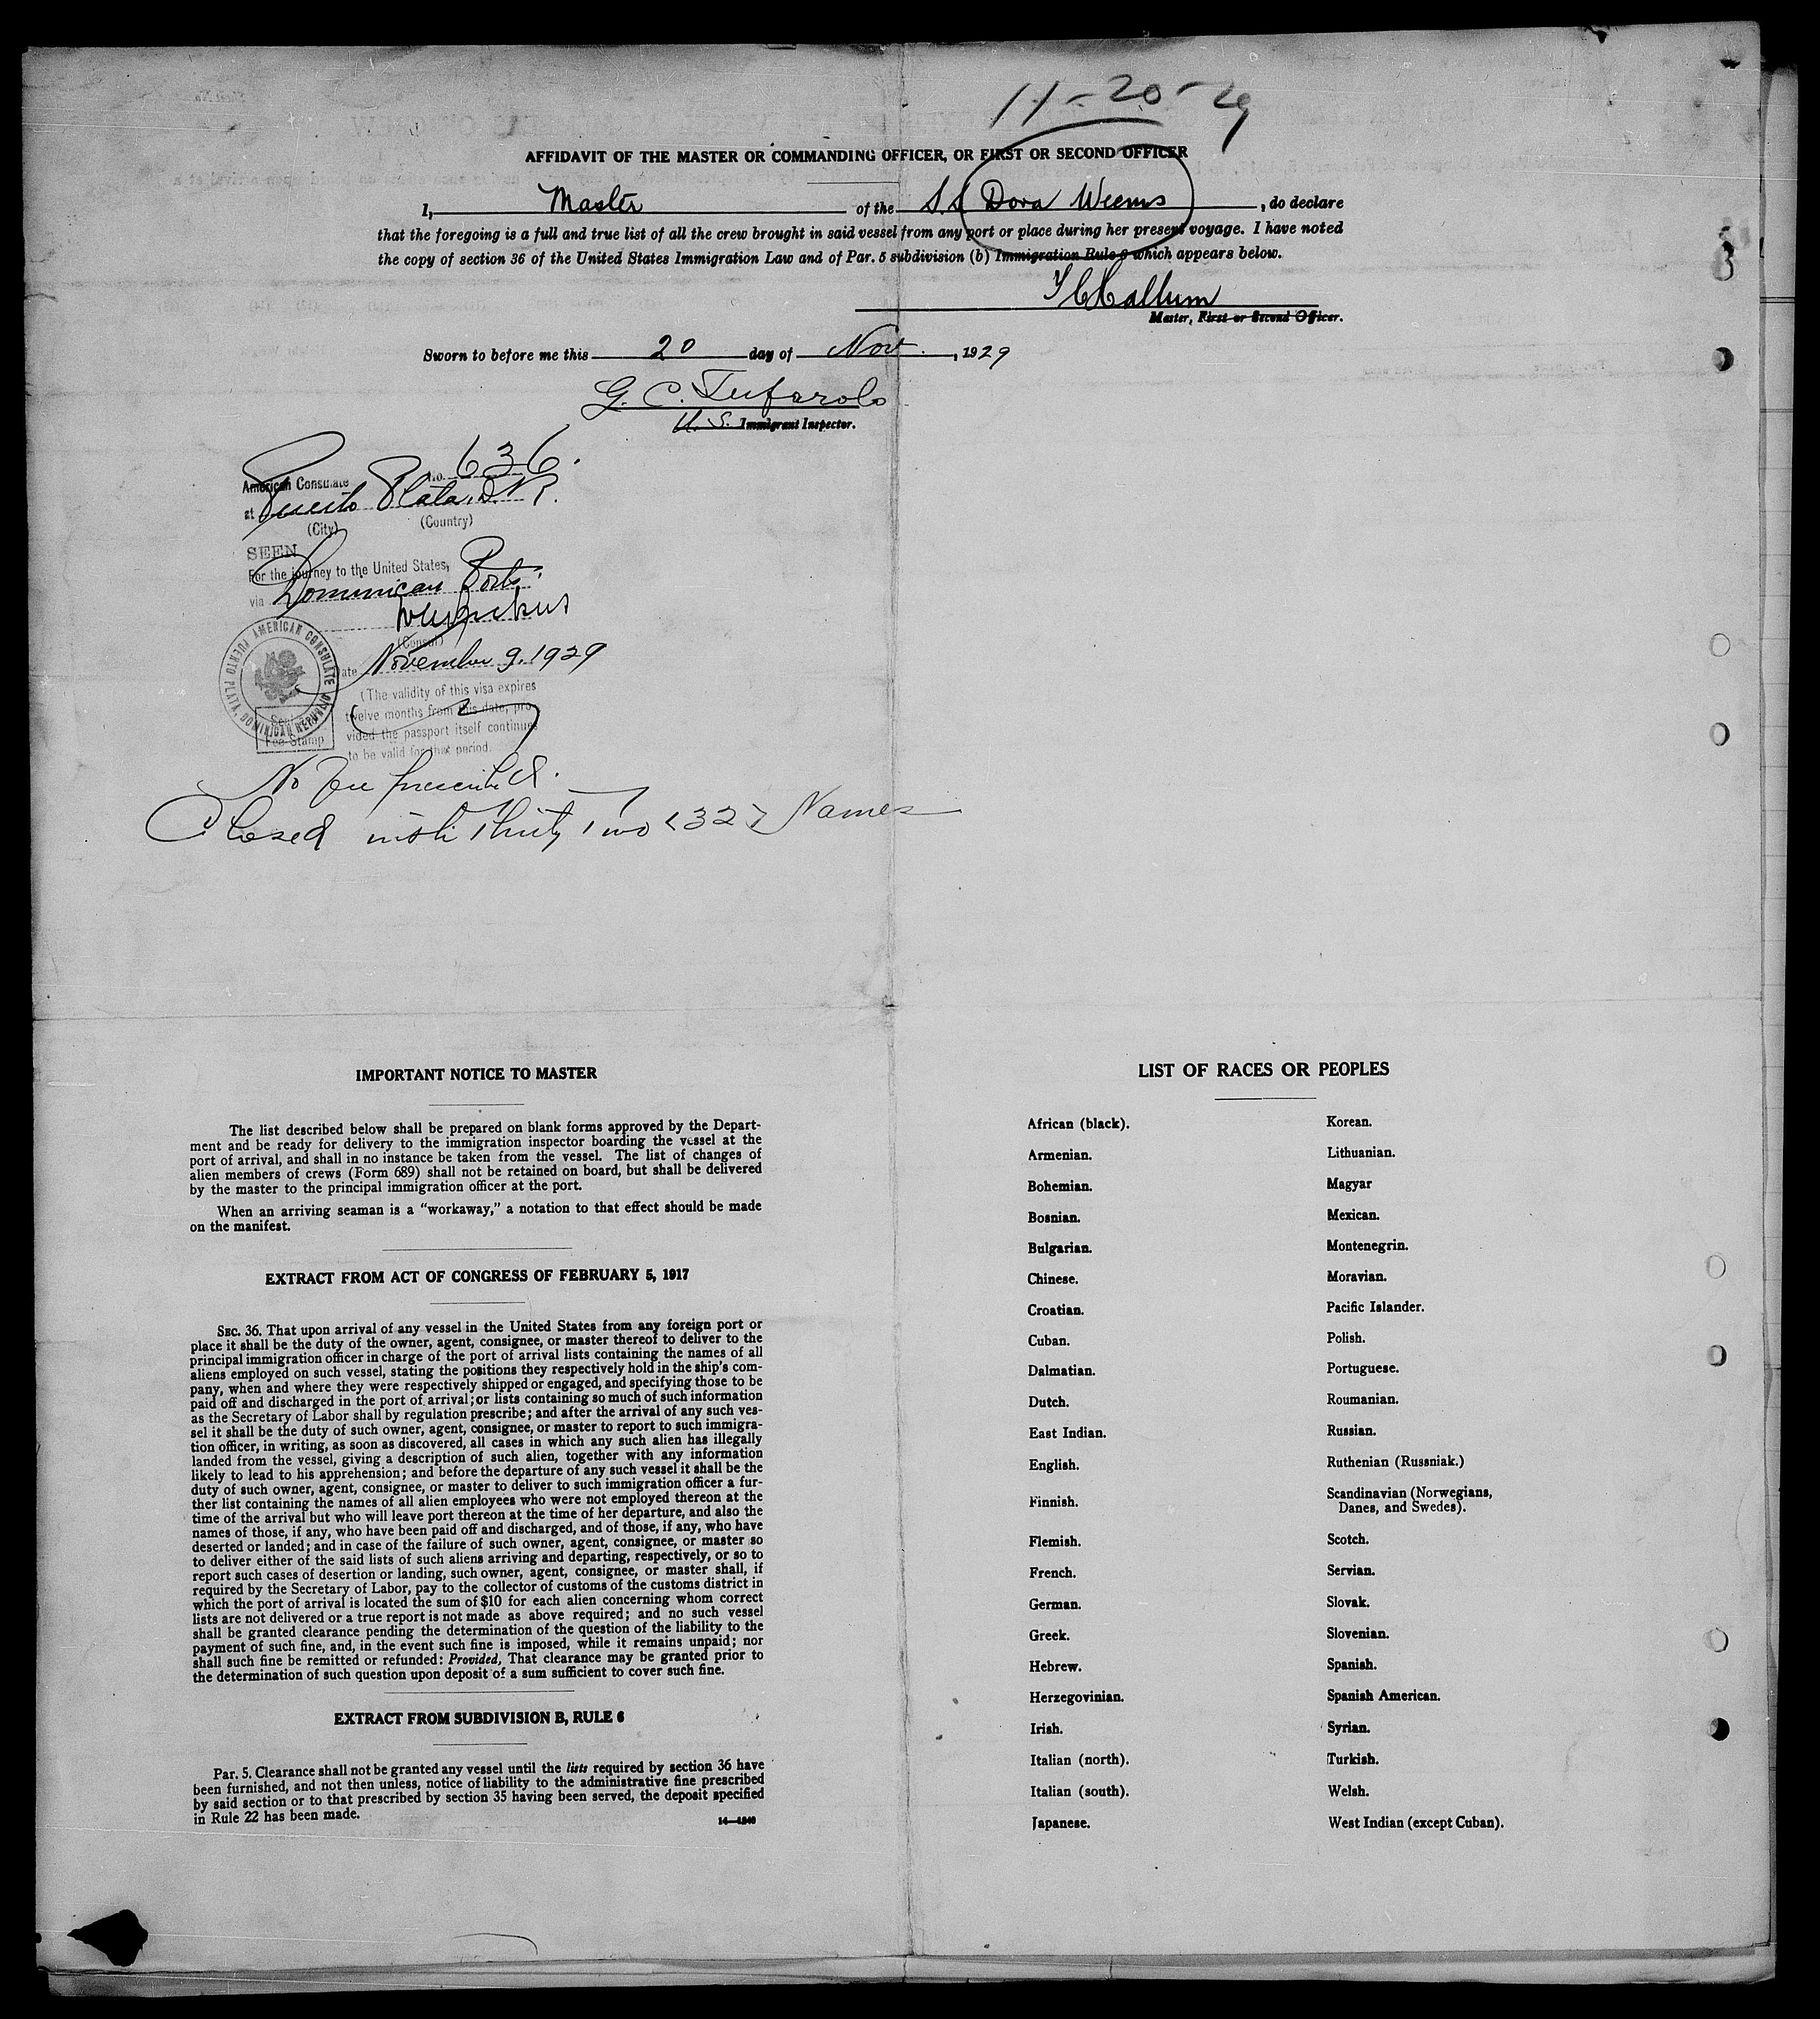 11-20-29
AFFIDAVIT OF THE MASTER OR COMMANDING OFFICER, OR FIRST OR SECOND OFFICER
I, Master of the S.S. Dora Weems, do declare
that the foregoing is a full and true list of all the crew brought in said vessel from any port or place during her present voyage. I have noted
the copy of section 36 of the United States Immigration Law and of Par. 5 subdivision (b) Immigration Rule 6 which appears below.
Master, First or Second Officer.
Sworn to before me this 20 day of Nov. , 1929
G. C.
U. S. Immigrant Inspector.
No. 636.
American Consulate
at Puerto Plata, D. R.
(City) (Country)
SEEN
For the journey to the United States,
via Dominican Ports.
(Consul)
Date November 9, 1929
AMERICAN CONSULATE
PUERTO PLATA, DOMINICAN REPUBLIC
(The validity of this visa expires
twelve months from this date, pro-
vided the passport itself continues
to be valid for that period.
Fee Stamp
No fee prescribed.
Closed with Thirty Two <32> Names
IMPORTANT NOTICE TO MASTER
The list described below shall be prepared on blank forms approved by the Depart-
ment and be ready for delivery to the immigration inspector boarding the vessel at the
port of arrival, and shall in no instance be taken from the vessel. The list of changes of
alien members of crews (Form 689) shall not be retained on board, but shall be delivered
by the master to the principal immigration officer at the port.
When an arriving seaman is a "workaway," a notation to that effect should be made
on the manifest.
EXTRACT FROM ACT OF CONGRESS OF FEBRUARY 5, 1917
SEC. 36. That upon arrival of any vessel in the United States from any foreign port or
place it shall be the duty of the owner, agent, consignee, or master thereof to deliver to the
principal immigration officer in charge of the port of arrival lists containing the names of all
aliens employed on such vessel, stating the positions they respectively hold in the ship's com-
pany, when and where they were respectively shipped or engaged, and specifying those to be
paid off and discharged in the port of arrival; or lists containing so much of such information
as the Secretary of Labor shall by regulation prescribe; and after the arrival of any such ves-
sel it shall be the duty of such owner, agent, consignee, or master to report to such immigra-
tion officer, in writing, as soon as discovered, all cases in which any such alien has illegally
landed from the vessel, giving a description of such alien, together with any information
likely to lead to his apprehension; and before the departure of any such vessel it shall be the
duty of such owner, agent, consignee, or master to deliver to such immigration officer a fur-
ther list containing the names of all alien employees who were not employed thereon at the
time of the arrival but who will leave port thereon at the time of her departure, and also the
names of those, if any, who have been paid off and discharged, and of those, if any, who have
deserted or landed; and in case of the failure of such owner, agent, consignee, or master so
to deliver either of the said lists of such aliens arriving and departing, respectively, or so to
report such cases of desertion or landing, such owner, agent, consignee, or master shall, if
required by the Secretary of Labor, pay to the collector of customs of the customs district in
which the port of arrival is located the sum of $10 for each alien concerning whom correct
lists are not delivered or a true report is not made as above required; and no such vessel
shall be granted clearance pending the determination of the question of the liability to the
payment of such fine, and, in the event such fine is imposed, while it remains unpaid; nor
shall such fine be remitted or refunded: Provided, That clearance may be granted prior to
the determination of such question upon deposit of a sum sufficient to cover such fine.
EXTRACT FROM SUBDIVISION B, RULE 6
Par. 5. Clearance shall not be granted any vessel until the lists required by section 36 have
been furnished, and not then unless, notice of liability to the administrative fine prescribed
by said section or to that prescribed by section 35 having been served, the deposit specified
in Rule 22 has been made.
LIST OF RACES OR PEOPLES
African (black).
Armenian.
Bohemian.
Bosnian.
Bulgarian.
Chinese.
Croatian.
Cuban.
Dalmatian.
Dutch.
East Indian.
English.
Finnish.
Flemish.
French.
German.
Greek.
Hebrew.
Herzegovinian.
Irish.
Italian (north).
Italian (south).
Japanese.
Korean.
Lithuanian.
Magyar
Mexican.
Montenegrin.
Moravian.
Pacific Islander.
Polish.
Portuguese.
Roumanian.
Russian.
Ruthenian (Russniak.)
Scandinavian (Norwegians,
Danes, and Swedes).
Scotch.
Servian.
Slovak.
Slovenian.
Spanish.
Spanish American.
Syrian.
Turkish.
Welsh.
West Indian (except Cuban).